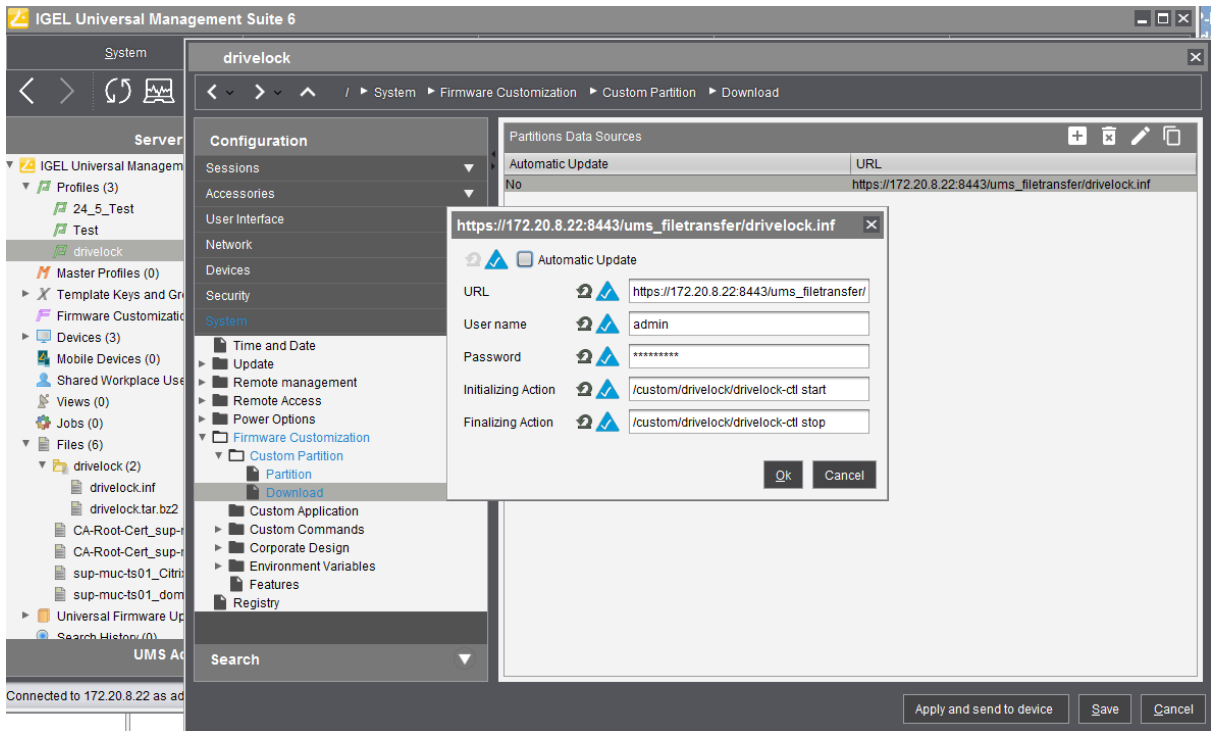 IGEL Universal Management Suite 6
System
drivelock
/ System Firmware Customization Custom Partition Download
Server
IGEL Universal Managem
Profiles (3)
24_5_Test
Test
drivelock
Master Profiles (0)
Template Keys and Gr
Firmware Customizatio
Devices (3)
Mobile Devices (0)
Shared Workplace Use
Views (0)
Jobs (0)
Files (6)
drivelock (2)
drivelock.inf
drivelock.tar.bz2
CA-Root-Cert_sup-
CA-Root-Cert_sup-
sup-muc-ts01_Citri
sup-muc-ts01_dom
Universal Firmware Up
Search History (0)
UMS Ad
Connected to 172.20.8.22 as ad
Configuration
Sessions
Accessories
User Interface
Network
Devices
Security
System
Time and Date
Update
Remote management
Remote Access
Power Options
Firmware Customization
Custom Partition
Partition
Download
Custom Application
Custom Commands
Corporate Design
Environment Variables
Features
Registry
Search
Partitions Data Sources
Automatic Update URL
No https://172.20.8.22:8443/ums_filetransfer/drivelock.inf
https://172.20.8.22:8443/ums_filetransfer/drivelock.inf
Automatic Update
URL https://172.20.8.22:8443/ums_filetransfer/
User name admin
Password *********
Initializing Action /custom/drivelock/drivelock-ctl start
Finalizing Action /custom/drivelock/drivelock-ctl stop
Ok Cancel
Apply and send to device Save Cancel